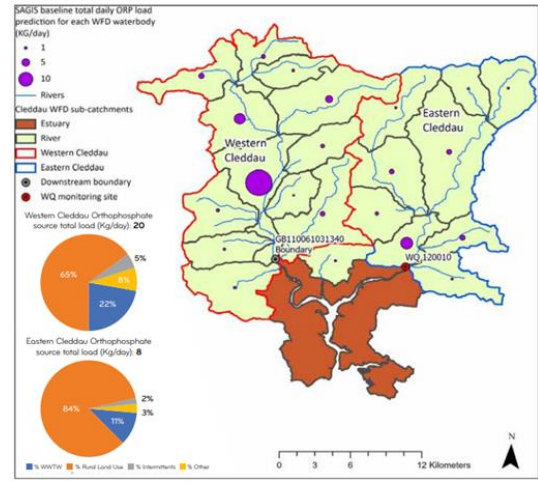 SAGIS baseline total daily ORP load
prediction for each WFD waterbody
(KG/day)
1
5
10
Rivers
Cleddau WFD sub-catchments
Estuary
River
Western Cleddau
Eastern Cleddau
Downstream boundary
WQ monitoring site
Western Cleddau Orthophosphate
source total load (Kg/day): 20
65%
5%
8%
22%
Eastern Cleddau Orthophosphate
source total load (Kg/day): 8
84%
2%
3%
11%
% WWTW % Rural Land Use % Intermittents % Other
Western
Cleddau
Eastern
Cleddau
GB110061031340
Boundary
WQ_120010
N
0 3 6 12 Kilometers